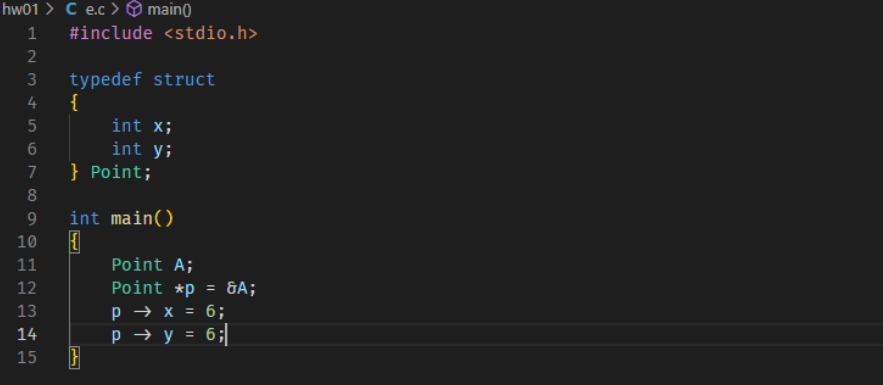 hw01 > C e.c > main()
1 #include <stdio.h>
2
3 typedef struct
4 {
5     int x;
6     int y;
7 } Point;
8
9 int main()
10 {
11     Point A;
12     Point *p = &A;
13     p -> x = 6;
14     p -> y = 6;
15 }